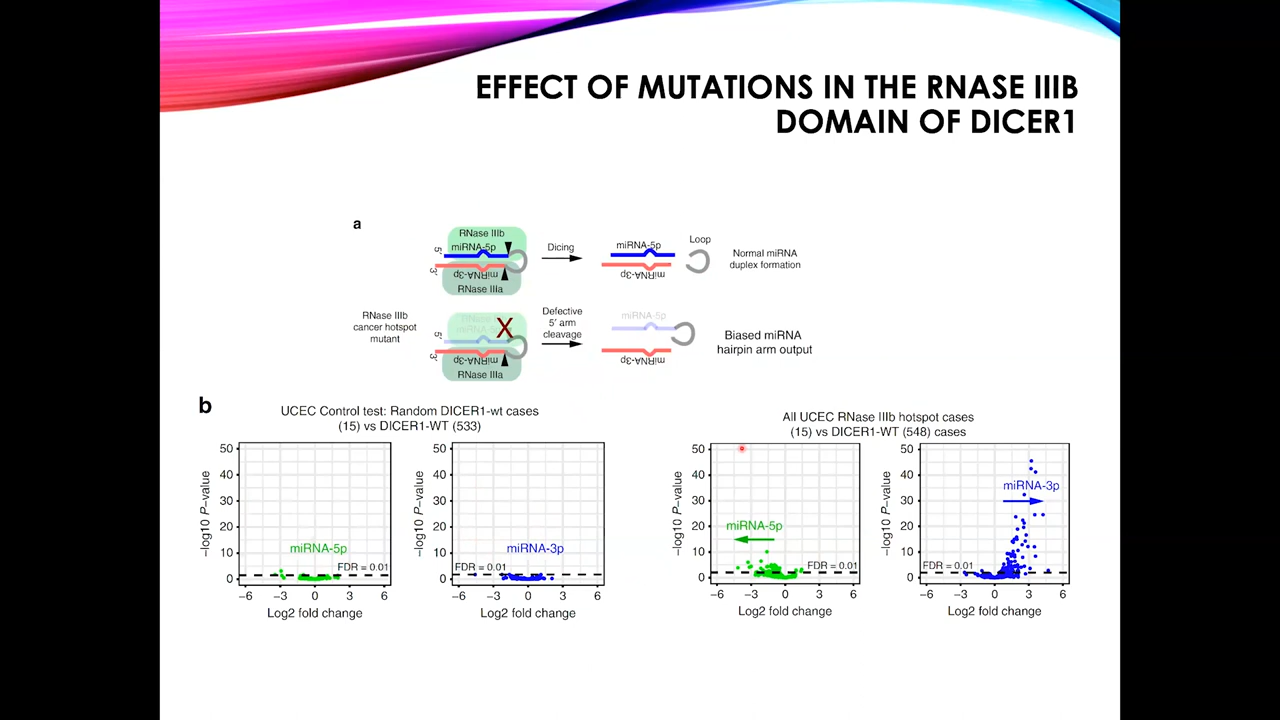 EFFECT OF MUTATIONS IN THE RNASE IIIB
DOMAIN OF DICER1
a
RNase IIIb
5'
miRNA-5p
3'
miRNA-3p
RNase IIIa
Dicing
miRNA-5p
miRNA-3p
Loop
Normal miRNA
duplex formation
RNase IIIb
cancer hotspot
mutant
RNase IIIb
miRNA-5p
X
5'
3'
miRNA-3p
RNase IIIa
Defective
5' arm
cleavage
miRNA-5p
miRNA-3p
Biased miRNA
hairpin arm output
b
UCEC Control test: Random DICER1-wt cases
(15) vs DICER1-WT (533)
–log10 P–value
50
40
30
20
10
0
miRNA-5p
FDR = 0.01
–6 –3 0 3 6
Log2 fold change
–log10 P–value
50
40
30
20
10
0
miRNA-3p
FDR = 0.01
–6 –3 0 3 6
Log2 fold change
All UCEC RNase IIIb hotspot cases
(15) vs DICER1-WT (548) cases
–log10 P–value
50
40
30
20
10
0
miRNA-5p
FDR = 0.01
–6 –3 0 3 6
Log2 fold change
–log10 P–value
50
40
30
20
10
0
miRNA-3p
FDR = 0.01
–6 –3 0 3 6
Log2 fold change